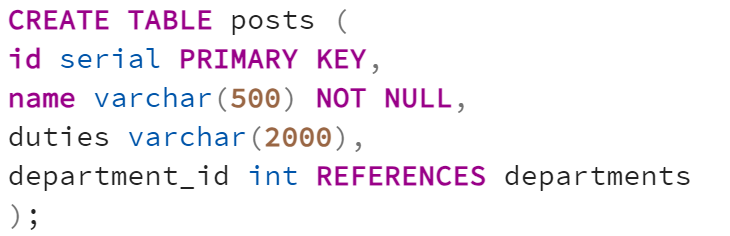 CREATE TABLE posts (
id serial PRIMARY KEY,
name varchar(500) NOT NULL,
duties varchar(2000),
department_id int REFERENCES departments
);